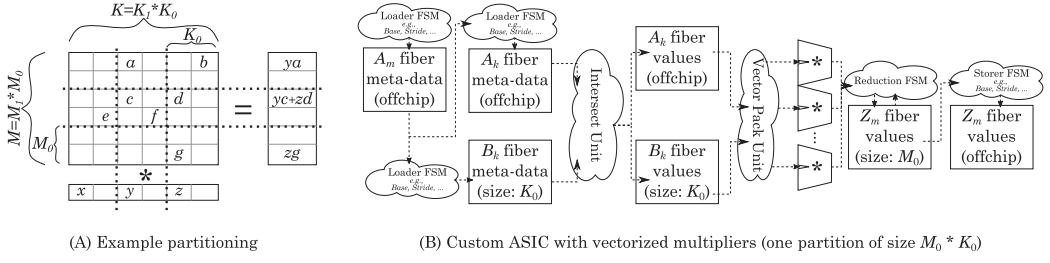 K=K₁*K₀
K₀
M=M₁*M₀
M₀
a
b
c
d
e
f
g
*
x
y
z
=
ya
yc+zd
zg
(A) Example partitioning
Loader FSM
e.g.,
Base, Stride, ...
Aₘ fiber
meta-data
(offchip)
Loader FSM
e.g.,
Base, Stride, ...
Loader FSM
e.g.,
Base, Stride, ...
Aₖ fiber
meta-data
(offchip)
Bₖ fiber
meta-data
(size: K₀)
Intersect Unit
Aₖ fiber
values
(offchip)
Bₖ fiber
values
(size: K₀)
Vector Pack Unit
*
*
⋮
*
Reduction FSM
Zₘ fiber
values
(size: M₀)
Storer FSM
e.g.,
Base, Stride, ...
Zₘ fiber
values
(offchip)
(B) Custom ASIC with vectorized multipliers (one partition of size M₀ * K₀)